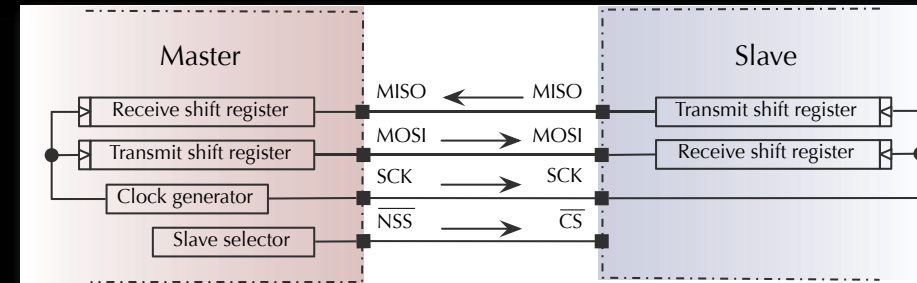 Master Slave
MISO MISO
Receive shift register Transmit shift register
MOSI MOSI
Transmit shift register Receive shift register
SCK SCK
Clock generator
NSS CS
Slave selector